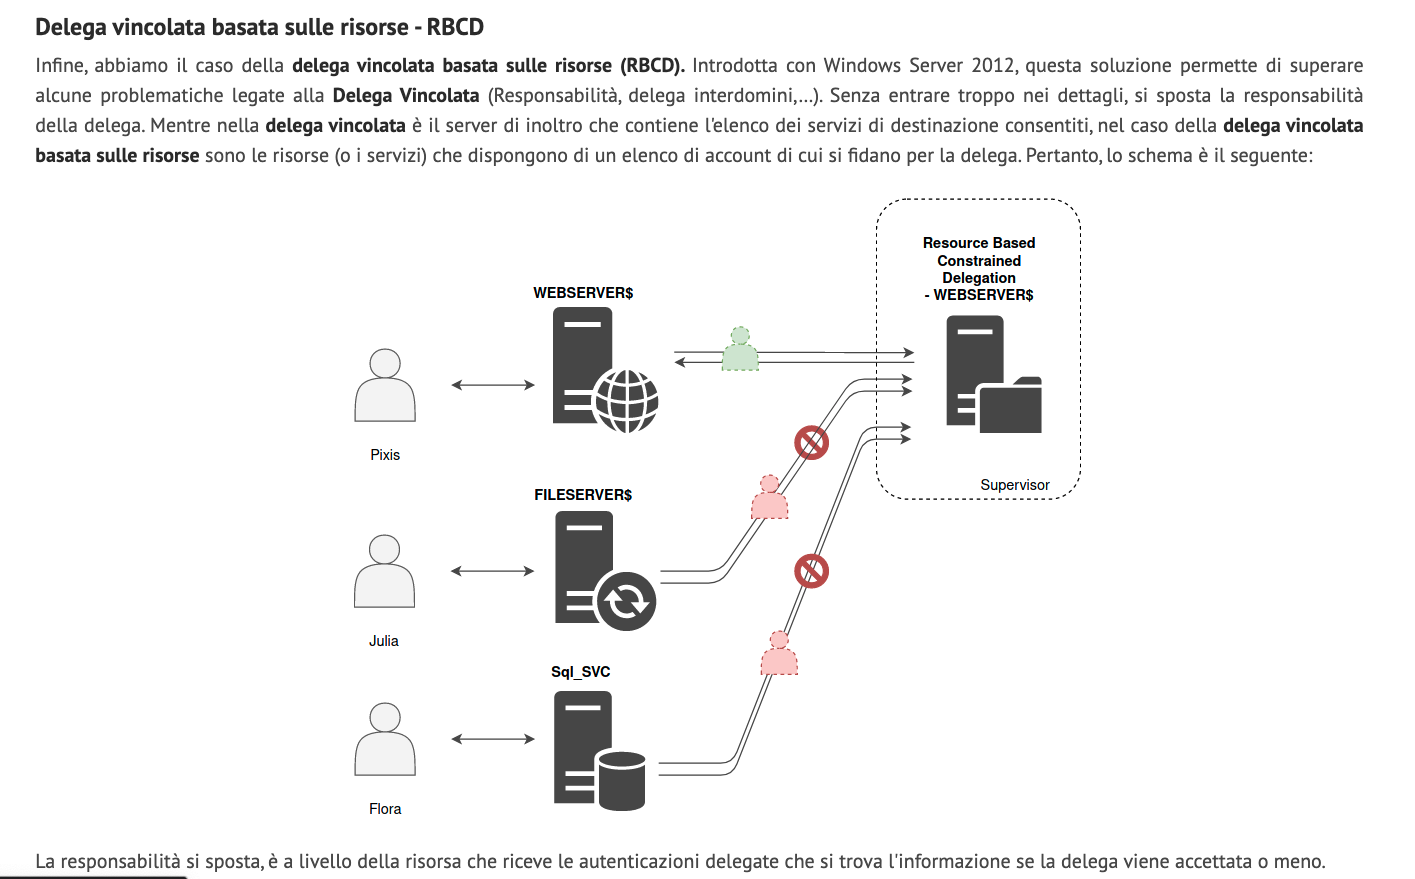 Delega vincolata basata sulle risorse - RBCD
Infine, abbiamo il caso della delega vincolata basata sulle risorse (RBCD). Introdotta con Windows Server 2012, questa soluzione permette di superare
alcune problematiche legate alla Delega Vincolata (Responsabilità, delega interdomini,...). Senza entrare troppo nei dettagli, si sposta la responsabilità
della delega. Mentre nella delega vincolata è il server di inoltro che contiene l'elenco dei servizi di destinazione consentiti, nel caso della delega vincolata
basata sulle risorse sono le risorse (o i servizi) che dispongono di un elenco di account di cui si fidano per la delega. Pertanto, lo schema è il seguente:
Resource Based
Constrained
Delegation
- WEBSERVER$
WEBSERVER$
Pixis
Supervisor
FILESERVER$
Julia
Sql_SVC
Flora
La responsabilità si sposta, è a livello della risorsa che riceve le autenticazioni delegate che si trova l'informazione se la delega viene accettata o meno.